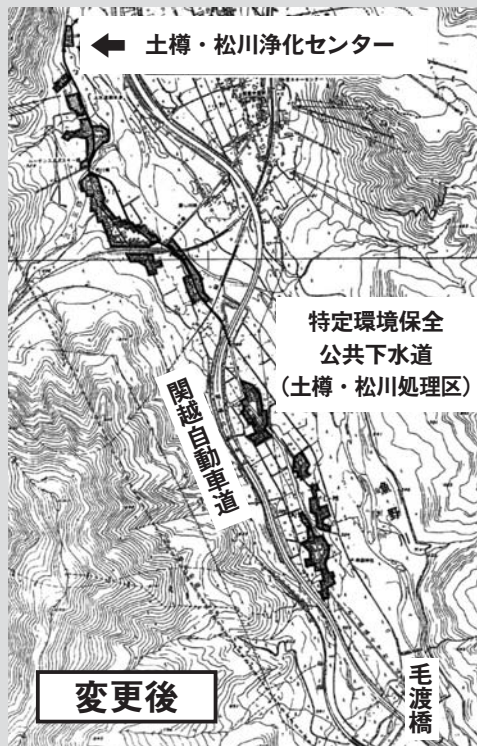 ← 土樽・松川浄化センター
特定環境保全
公共下水道
（土樽・松川処理区）
関越自動車道
毛渡橋
変更後